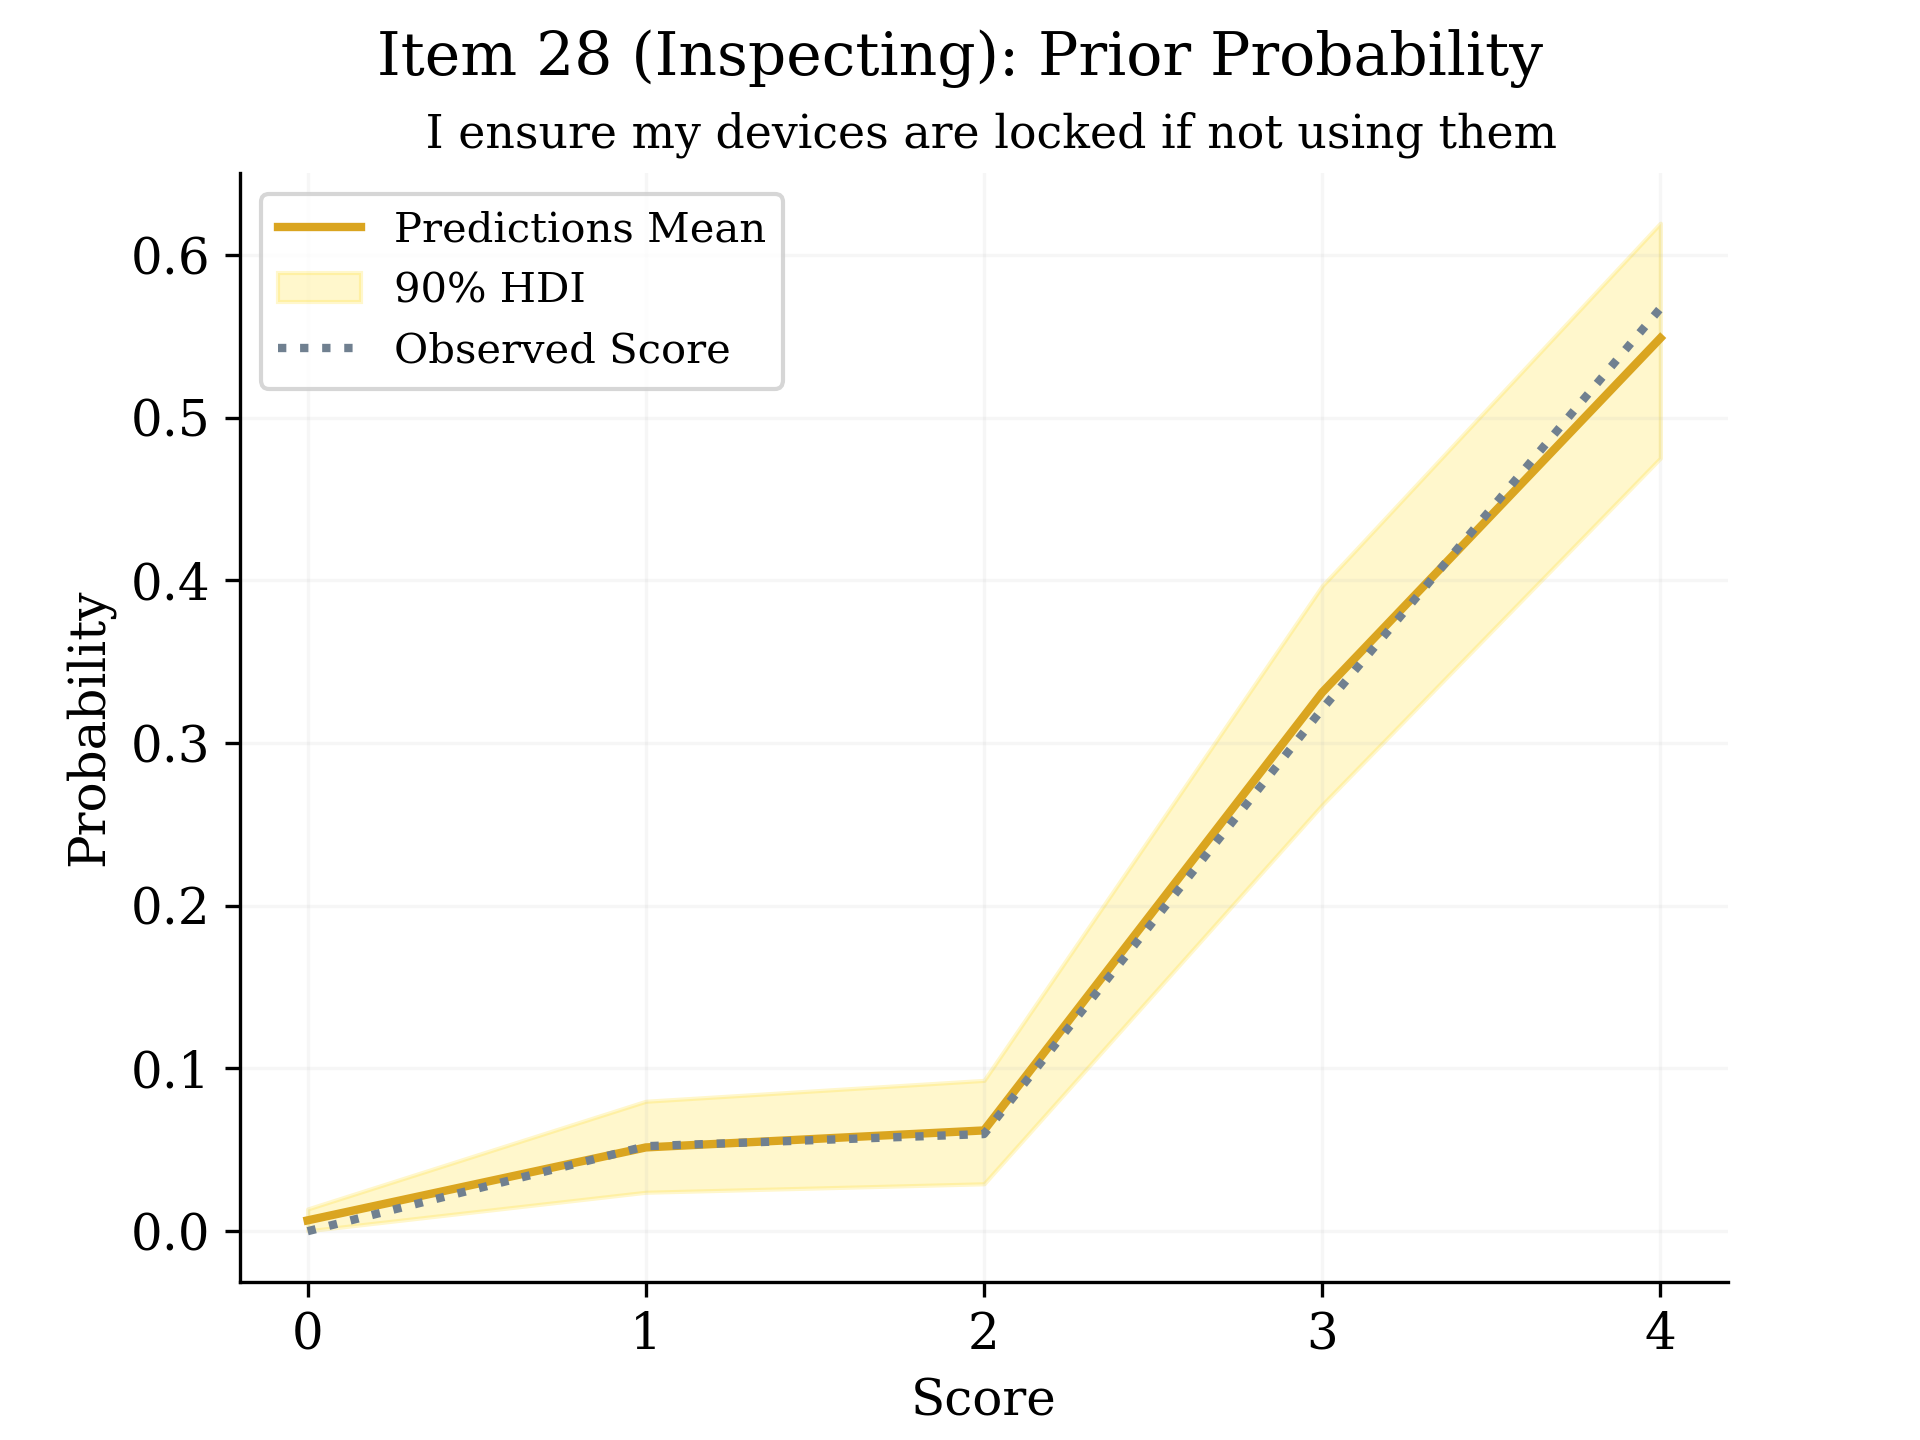 Item 28 (Inspecting): Prior Probability
I ensure my devices are locked if not using them
Predictions Mean
90% HDI
Observed Score
0.6
0.5
0.4
0.3
0.2
0.1
0.0
Probability
0 1 2 3 4
Score